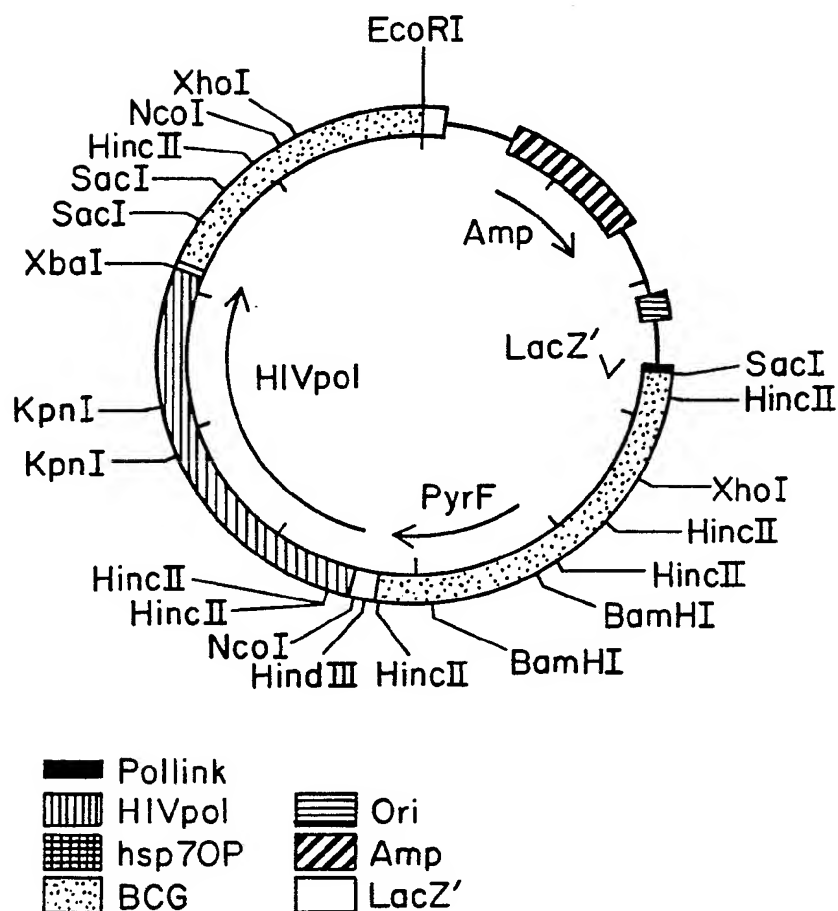 EcoRI
XhoI
NcoI
HincII
SacI
SacI
XbaI
Amp
LacZ'
SacI
HincII
HIVpol
KpnI
KpnI
XhoI
PyrF
HincII
HincII
HincII
HincII
BamHI
NcoI
HindIII
HincII
BamHI
Pollink
HIVpol
Ori
hsp70P
Amp
BCG
LacZ'